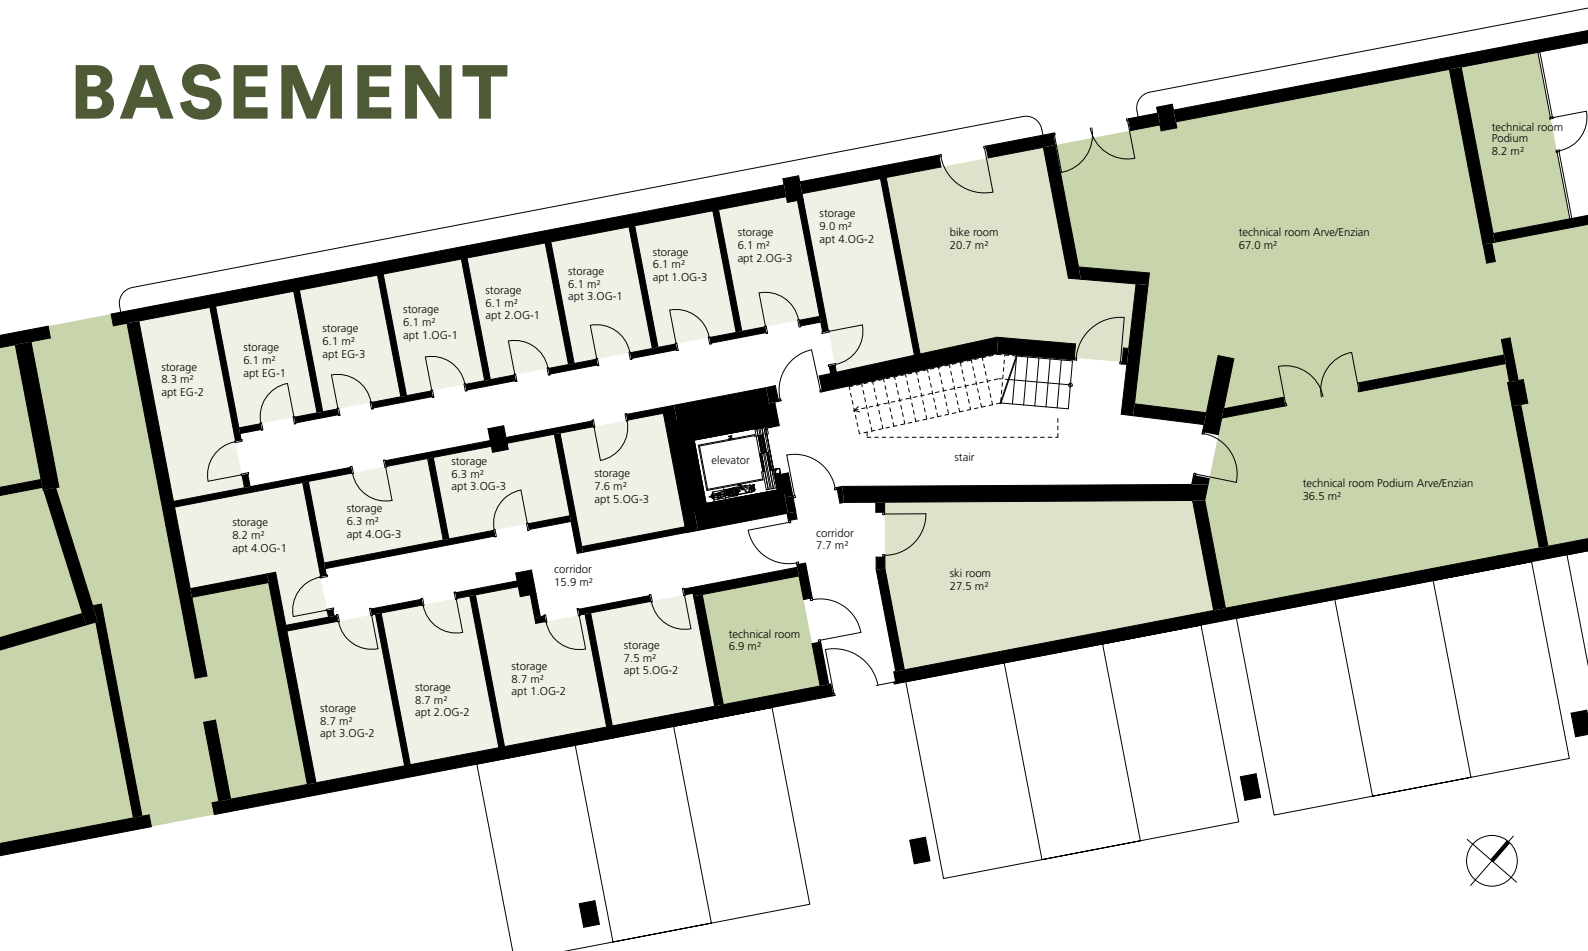 BASEMENT
technical room
Podium
8.2 m²
storage
9.0 m²
apt 4.OG-2
bike room
20.7 m²
technical room Arve/Enzian
67.0 m²
storage
6.1 m²
apt 2.OG-3
storage
6.1 m²
apt 1.OG-3
storage
6.1 m²
apt 3.OG-1
storage
6.1 m²
apt 2.OG-1
storage
6.1 m²
apt 1.OG-1
storage
6.1 m²
apt EG-3
storage
6.1 m²
apt EG-1
storage
8.3 m²
apt EG-2
storage
6.3 m²
apt 3.OG-3
storage
7.6 m²
apt 5.OG-3
elevator
stair
technical room Podium Arve/Enzian
36.5 m²
storage
6.3 m²
apt 4.OG-3
storage
8.2 m²
apt 4.OG-1
corridor
7.7 m²
corridor
15.9 m²
ski room
27.5 m²
technical room
6.9 m²
storage
7.5 m²
apt 5.OG-2
storage
8.7 m²
apt 1.OG-2
storage
8.7 m²
apt 2.OG-2
storage
8.7 m²
apt 3.OG-2